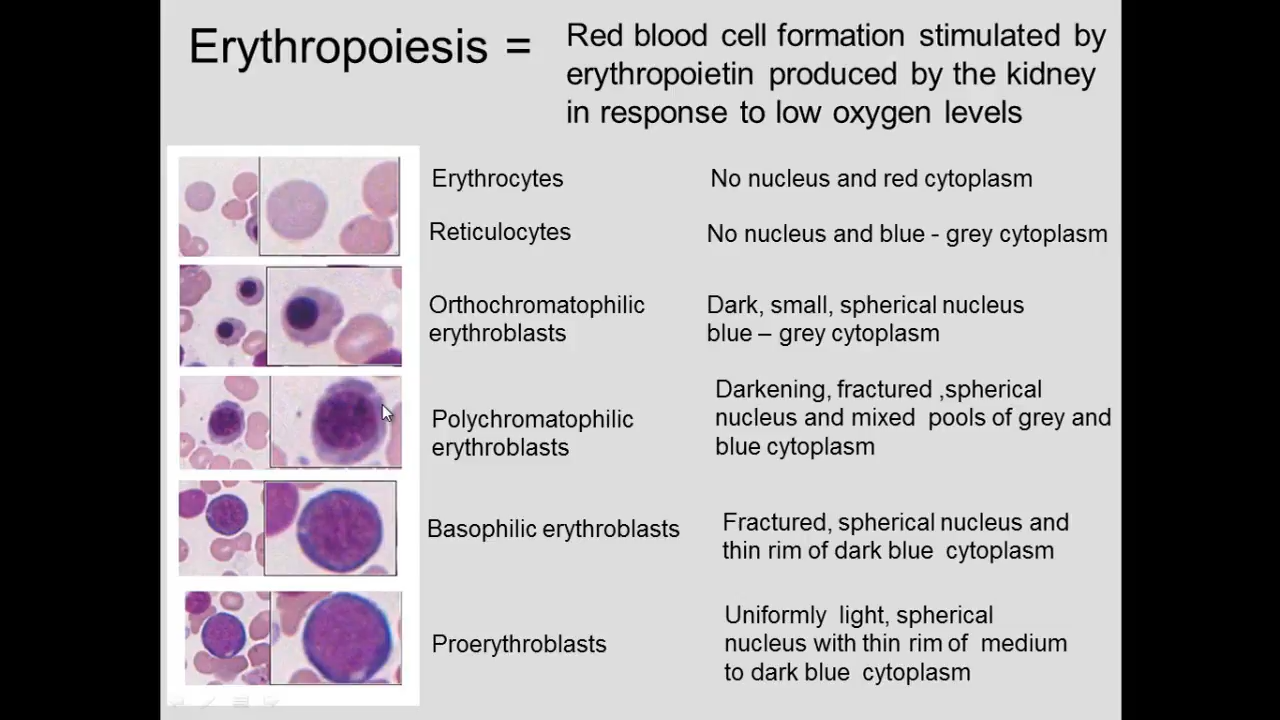 Erythropoiesis =
Red blood cell formation stimulated by
erythropoietin produced by the kidney
in response to low oxygen levels
Erythrocytes
No nucleus and red cytoplasm
Reticulocytes
No nucleus and blue - grey cytoplasm
Orthochromatophilic
erythroblasts
Dark, small, spherical nucleus
blue – grey cytoplasm
Polychromatophilic
erythroblasts
Darkening, fractured ,spherical
nucleus and mixed pools of grey and
blue cytoplasm
Basophilic erythroblasts
Fractured, spherical nucleus and
thin rim of dark blue cytoplasm
Proerythroblasts
Uniformly light, spherical
nucleus with thin rim of medium
to dark blue cytoplasm